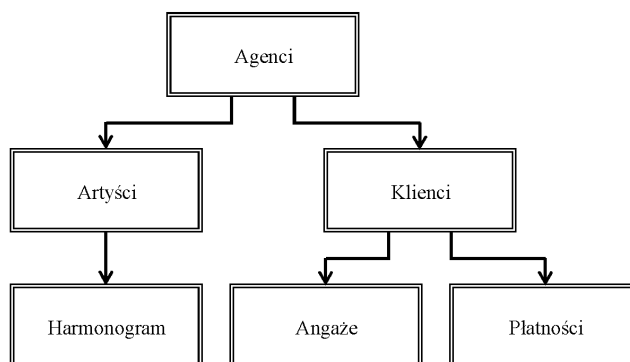 Agenci
Artyści
Klienci
Harmonogram
Angaże
Płatności